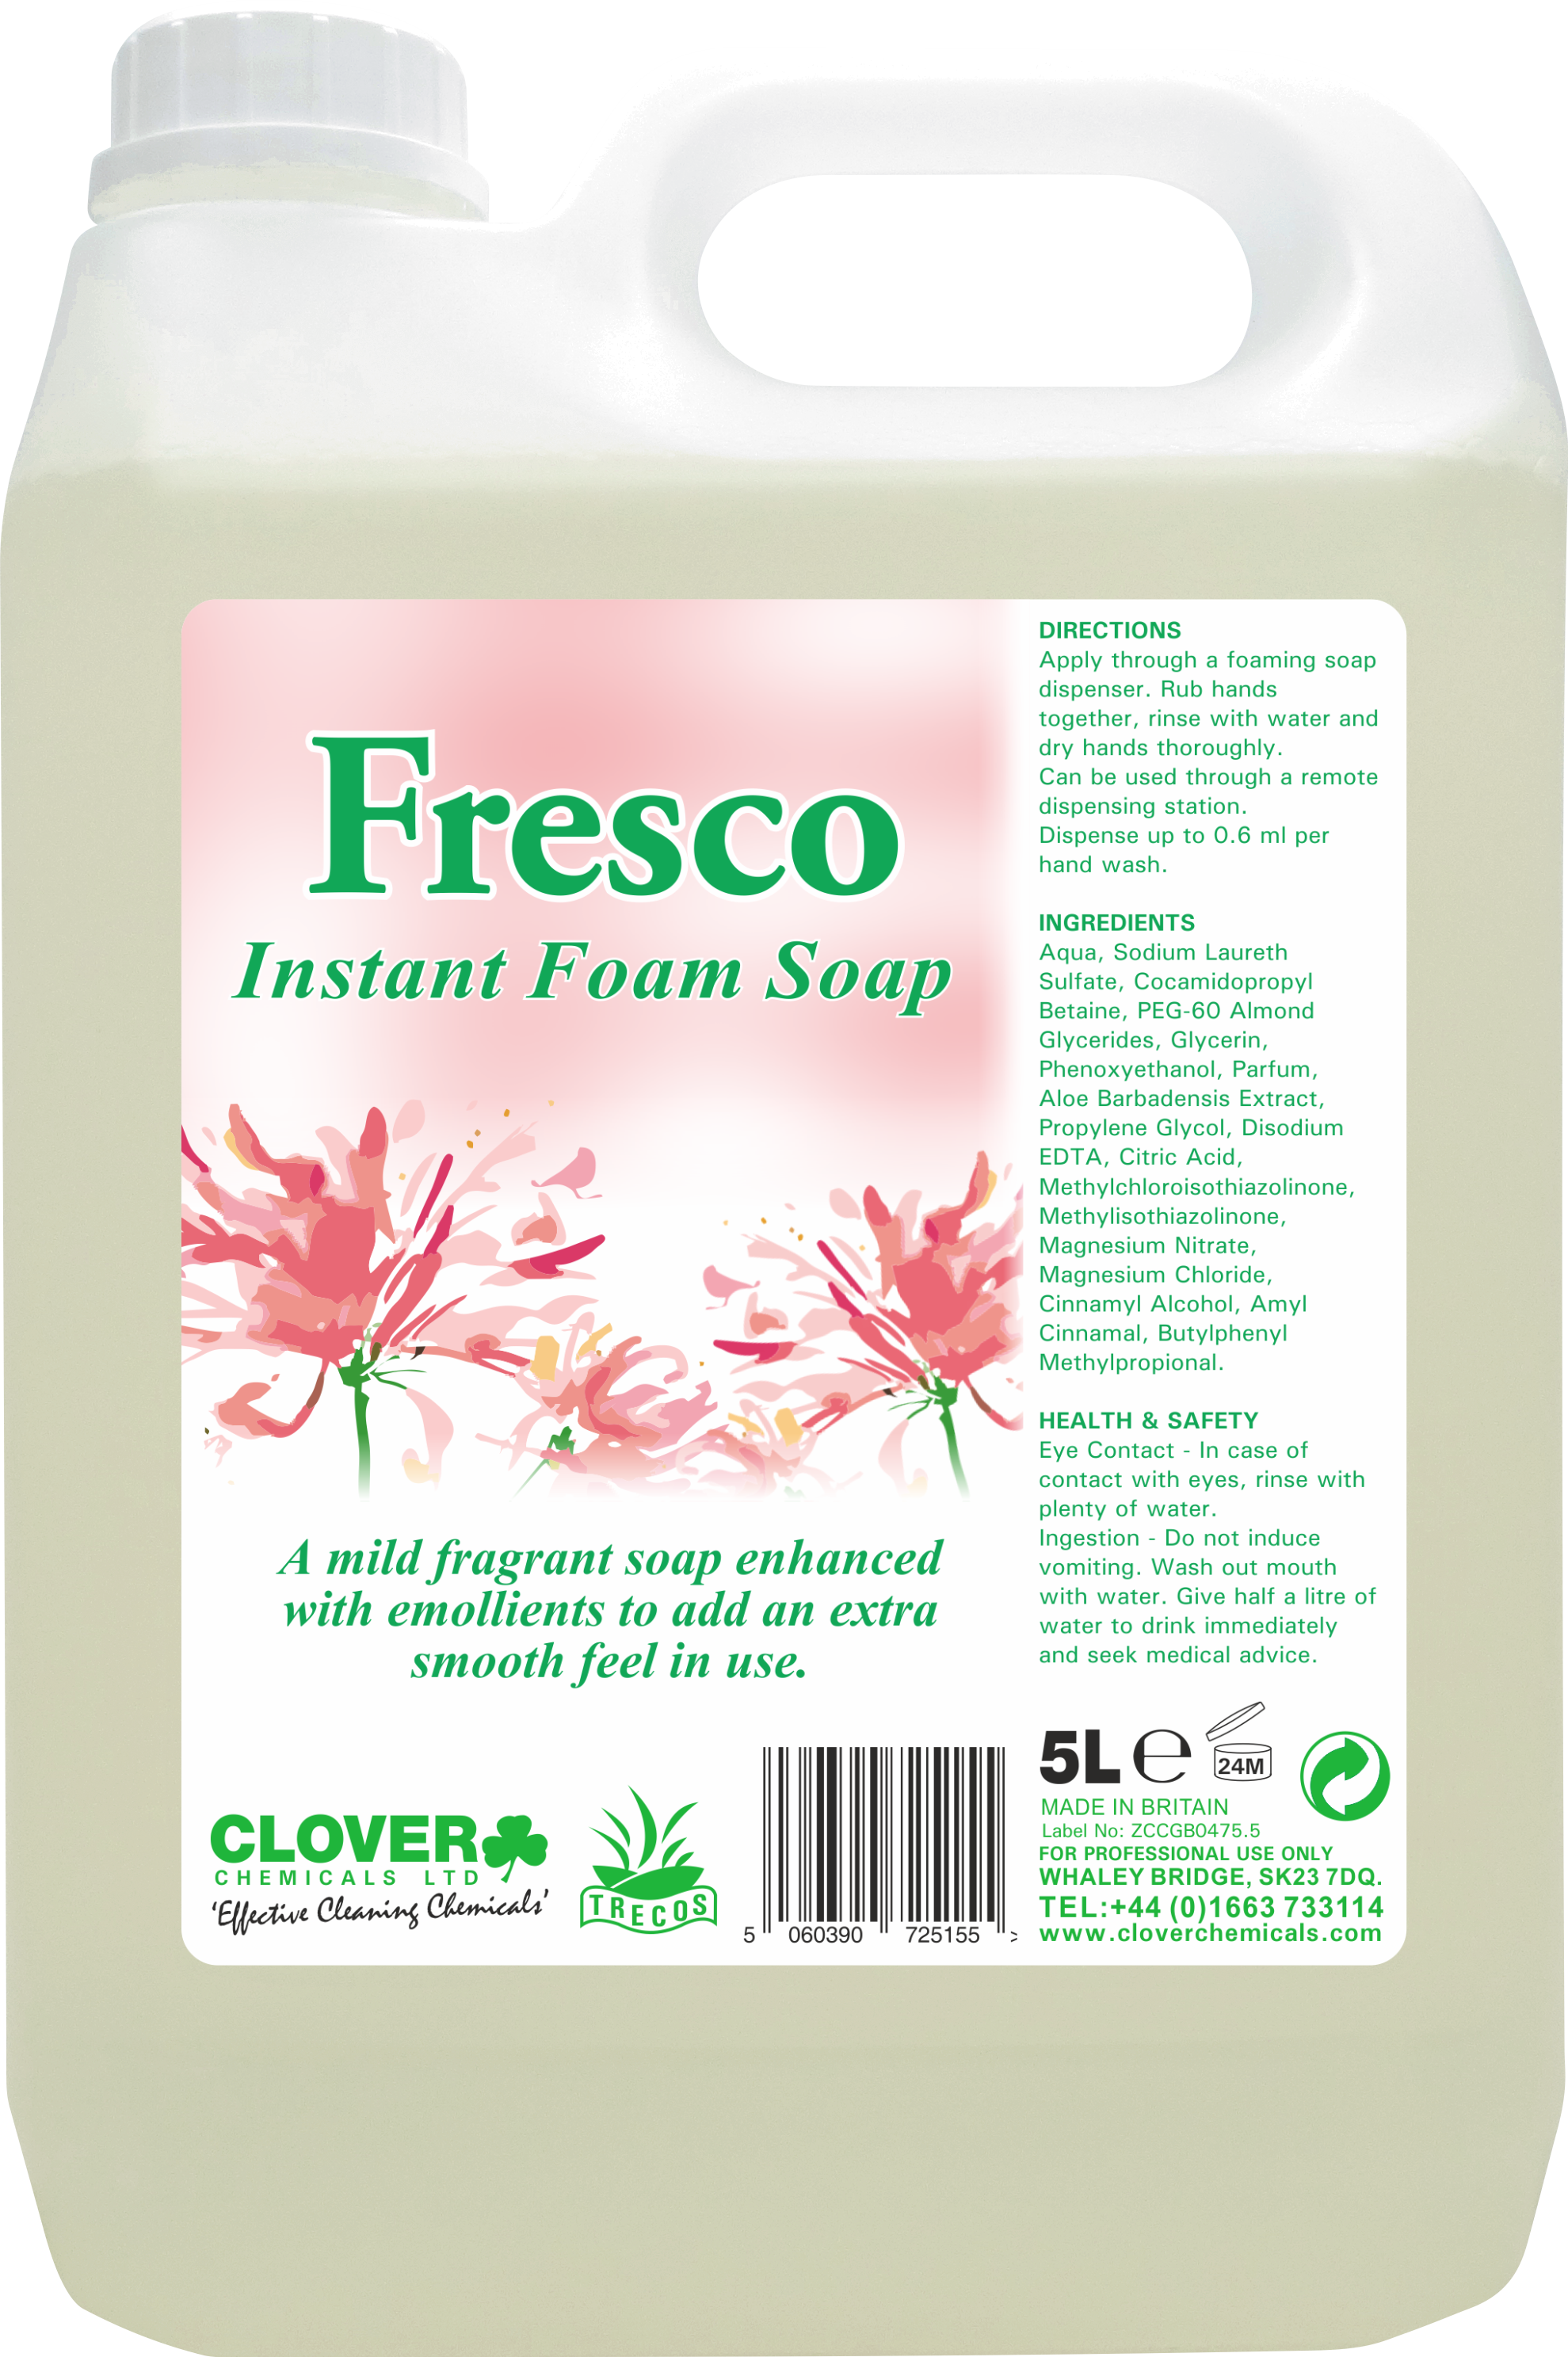 Fresco
Instant Foam Soap
A mild fragrant soap enhanced
with emollients to add an extra
smooth feel in use.
CLOVER
CHEMICALS LTD
'Effective Cleaning Chemicals'
TRECOS
5 060390 725155 >
DIRECTIONS
Apply through a foaming soap
dispenser. Rub hands
together, rinse with water and
dry hands thoroughly.
Can be used through a remote
dispensing station.
Dispense up to 0.6 ml per
hand wash.
INGREDIENTS
Aqua, Sodium Laureth
Sulfate, Cocamidopropyl
Betaine, PEG-60 Almond
Glycerides, Glycerin,
Phenoxyethanol, Parfum,
Aloe Barbadensis Extract,
Propylene Glycol, Disodium
EDTA, Citric Acid,
Methylchloroisothiazolinone,
Methylisothiazolinone,
Magnesium Nitrate,
Magnesium Chloride,
Cinnamyl Alcohol, Amyl
Cinnamal, Butylphenyl
Methylpropional.
HEALTH & SAFETY
Eye Contact - In case of
contact with eyes, rinse with
plenty of water.
Ingestion - Do not induce
vomiting. Wash out mouth
with water. Give half a litre of
water to drink immediately
and seek medical advice.
5L e 24M
MADE IN BRITAIN
Label No: ZCCGB0475.5
FOR PROFESSIONAL USE ONLY
WHALEY BRIDGE, SK23 7DQ.
TEL:+44 (0)1663 733114
www.cloverchemicals.com